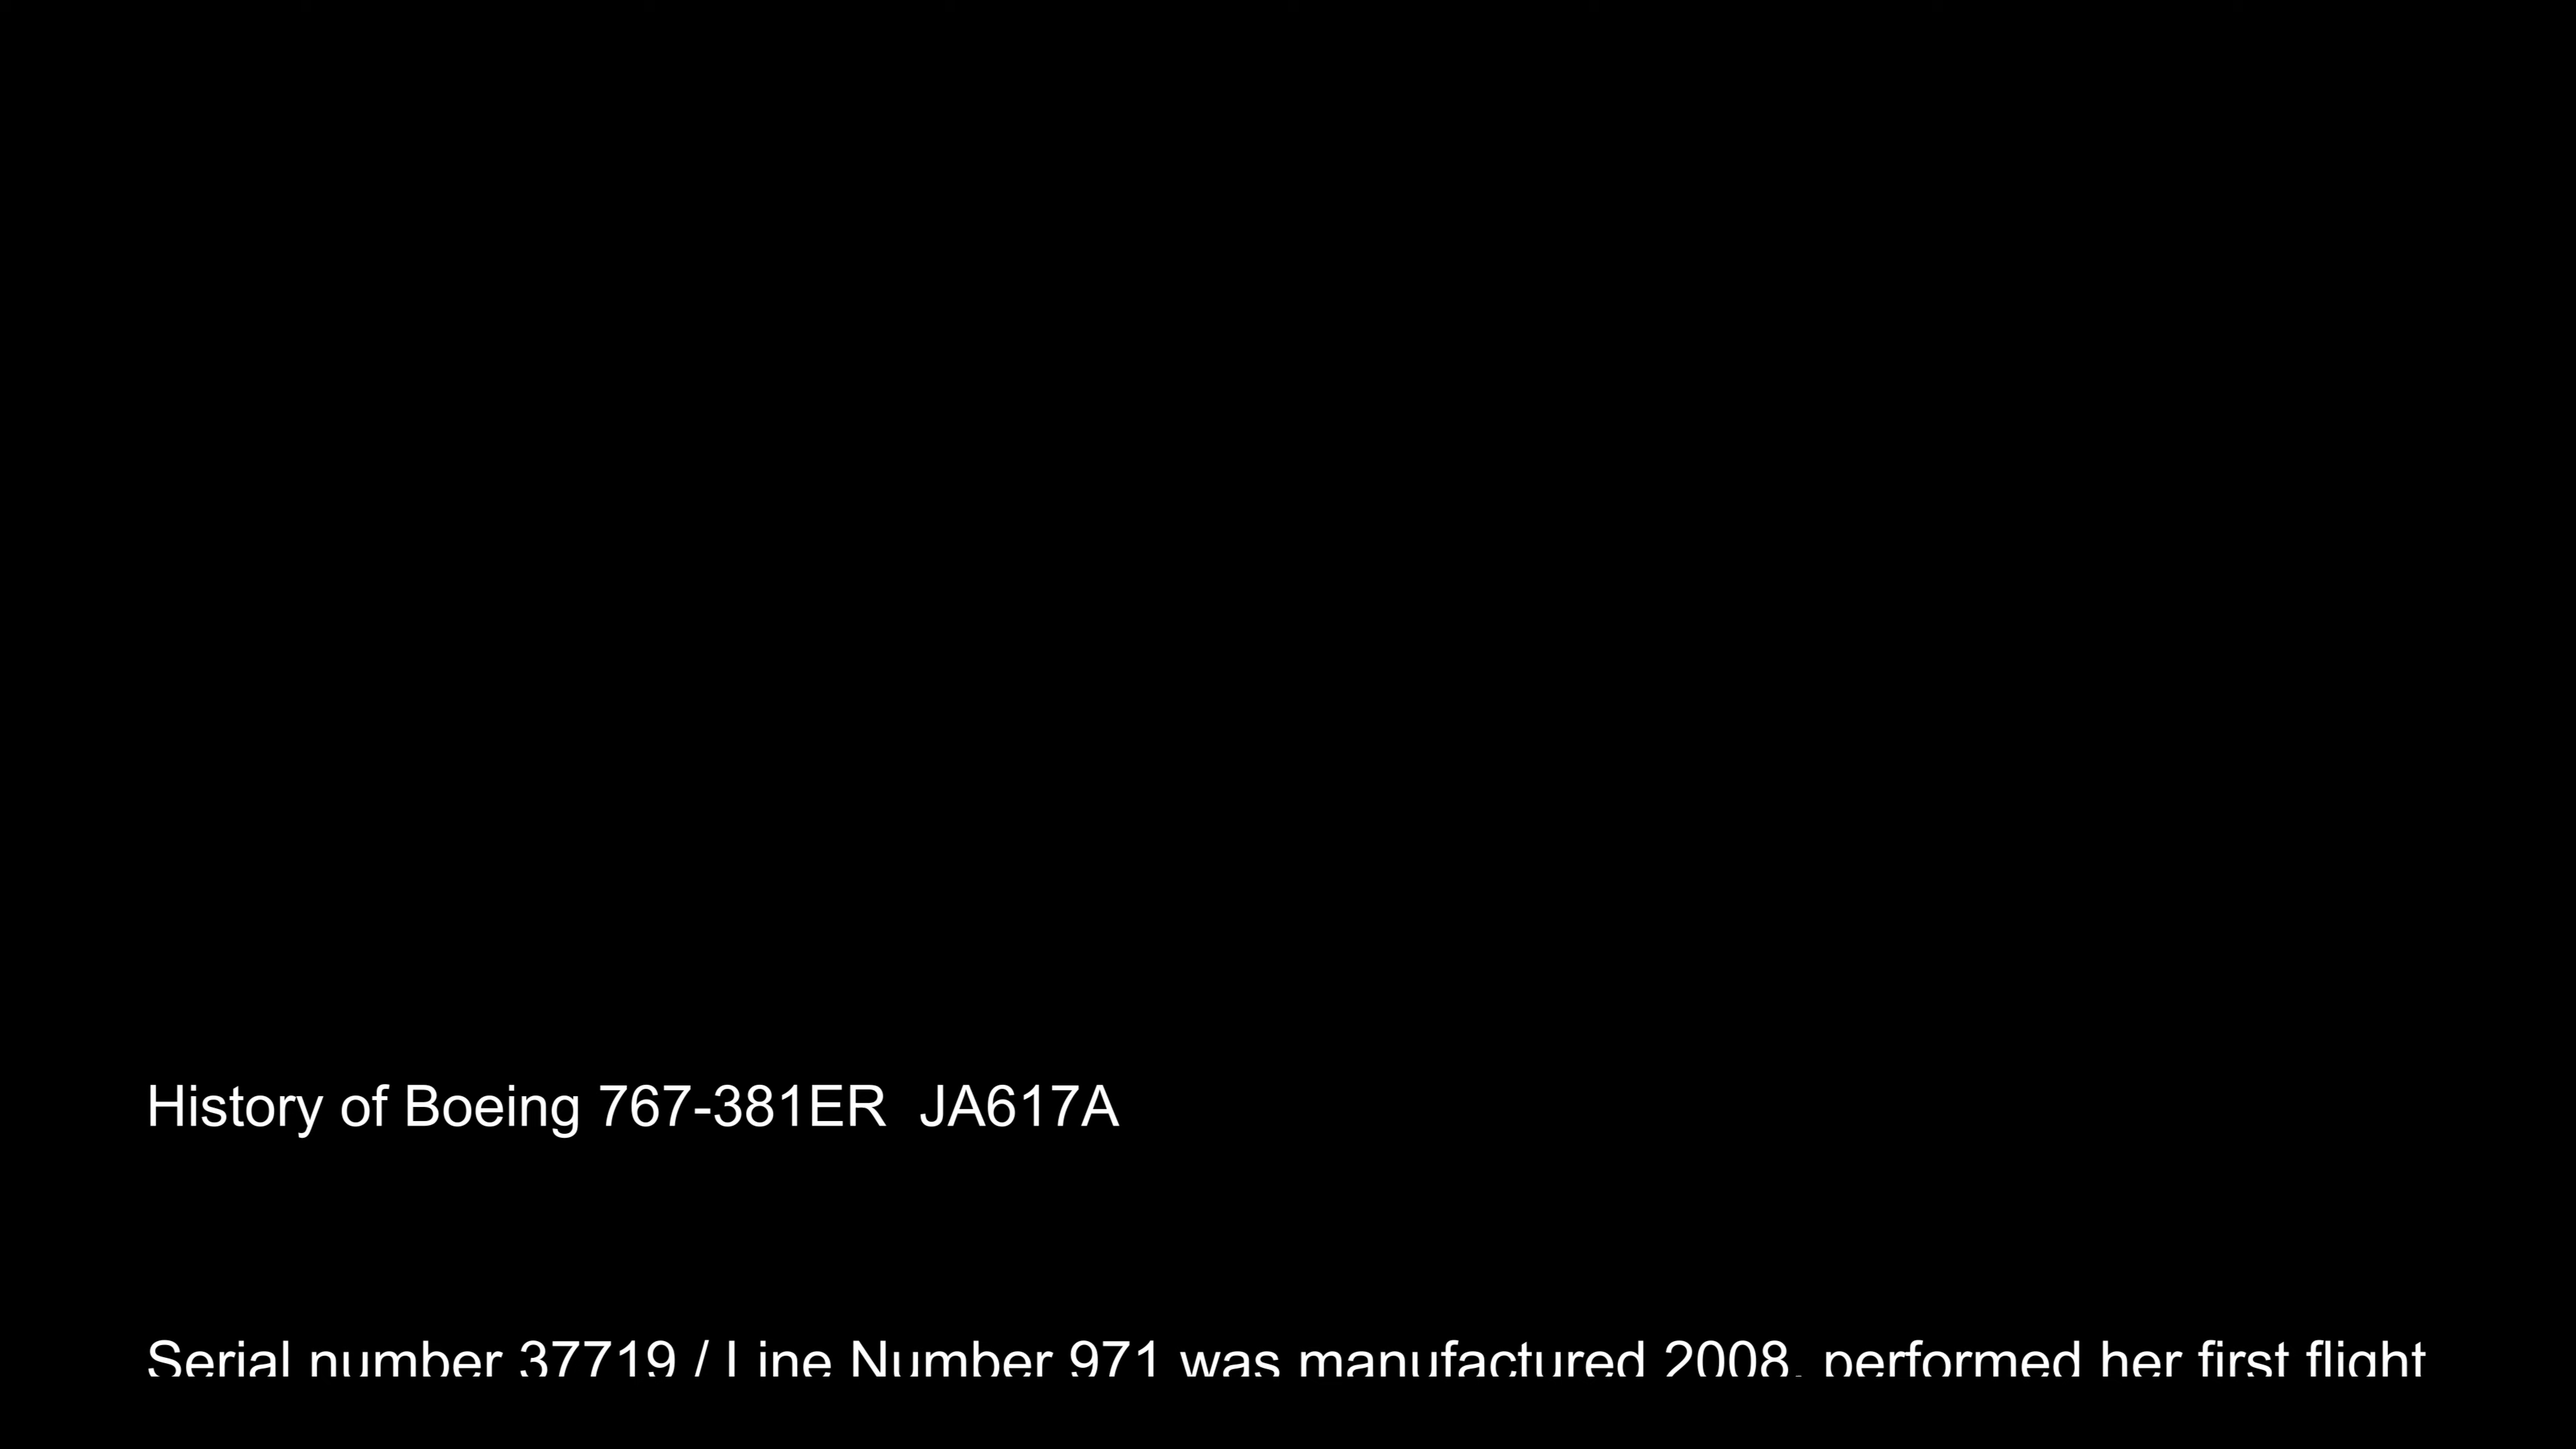 History of Boeing 767-381ER  JA617A
Serial number 37719 / Line Number 971 was manufactured 2008, performed her first flight